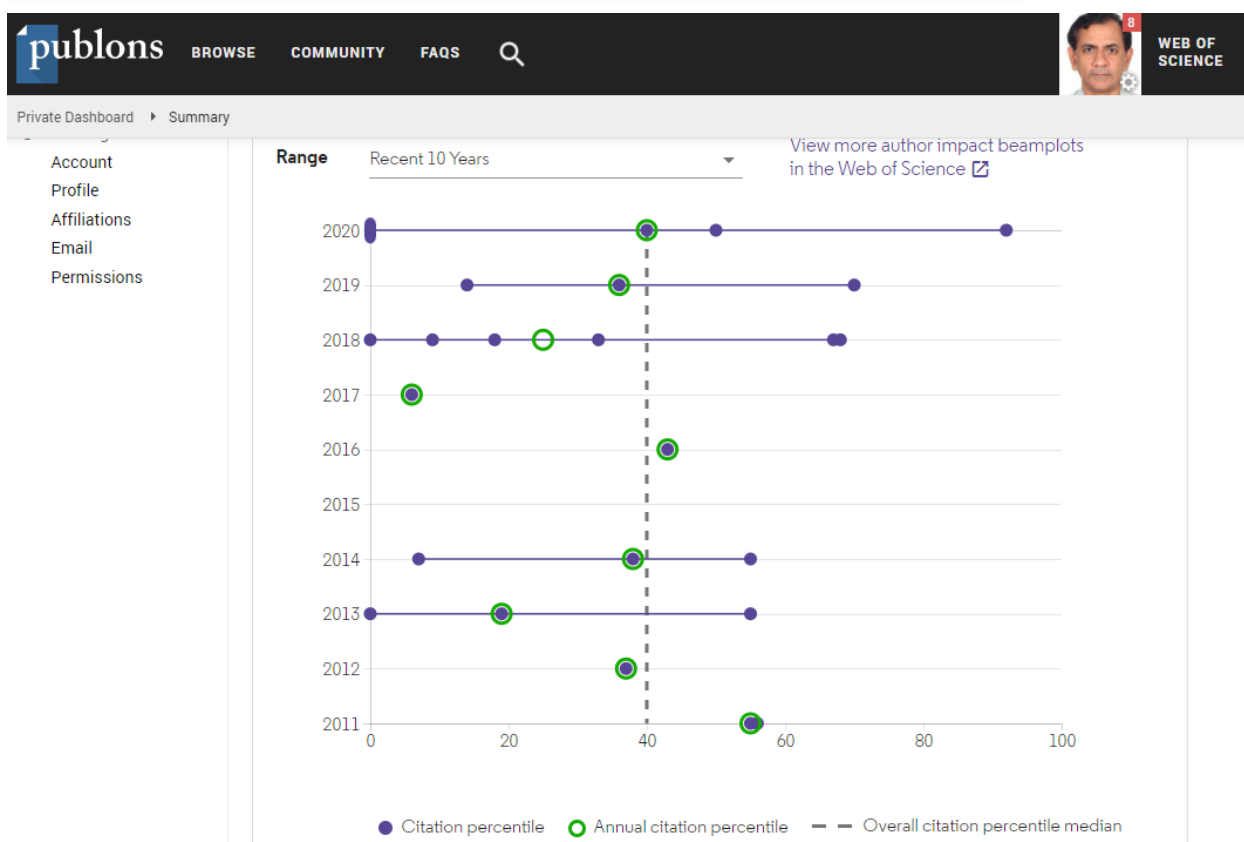 publons BROWSE COMMUNITY FAQS 8 WEB OF SCIENCE
Private Dashboard Summary
Account
Profile
Affiliations
Email
Permissions
Range Recent 10 Years
View more author impact beamplots
in the Web of Science
2020
2019
2018
2017
2016
2015
2014
2013
2012
2011
0 20 40 60 80 100
Citation percentile Annual citation percentile Overall citation percentile median